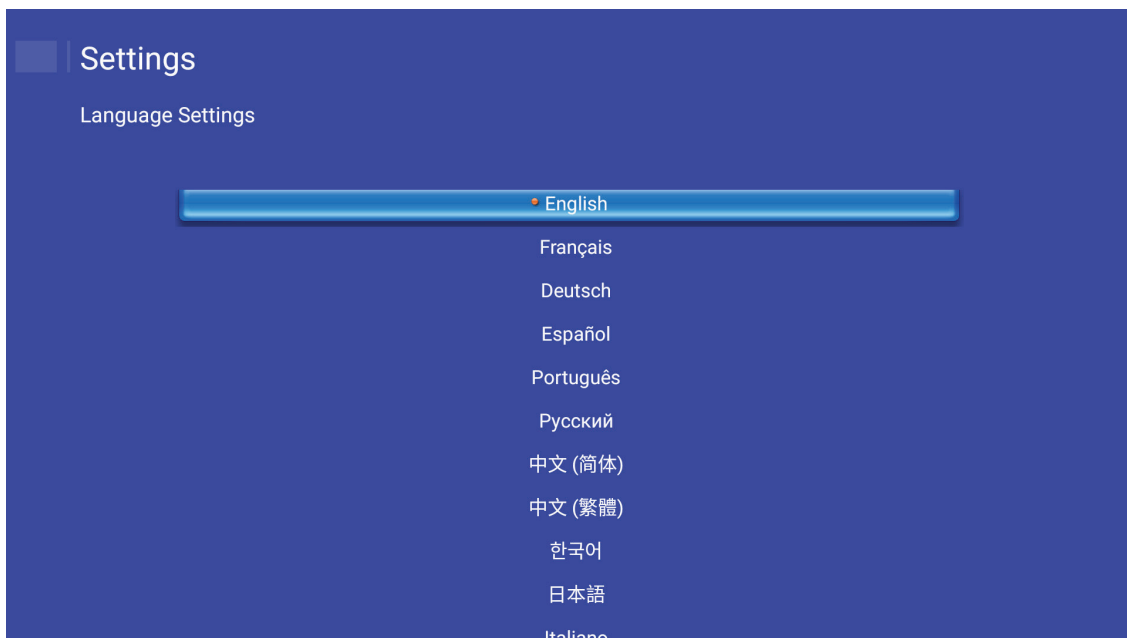 Settings
Language Settings
English
Français
Deutsch
Español
Português
Русский
中文 (简体)
中文 (繁體)
한국어
日本語
Italiano